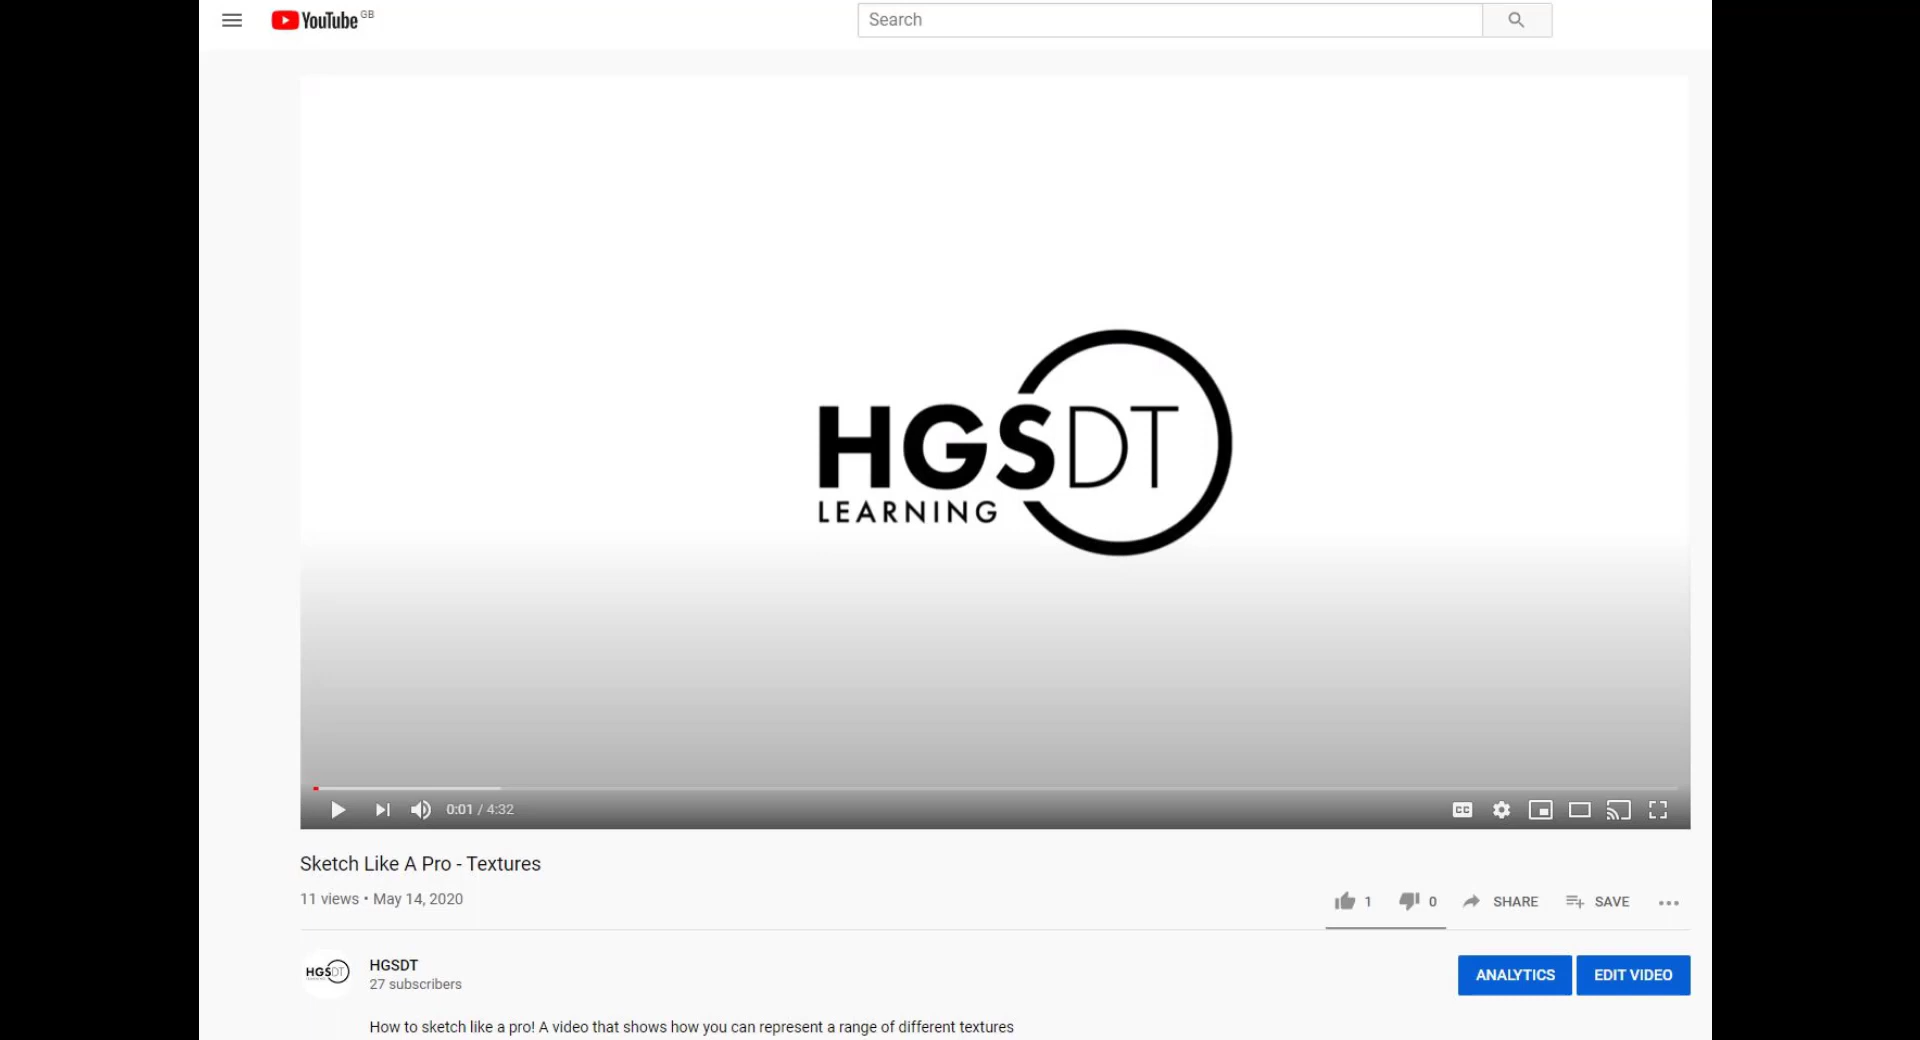 YouTube GB
Search
HGSDT
LEARNING
0:01 / 4:32
CC
Sketch Like A Pro - Textures
11 views • May 14, 2020
1
0
SHARE
SAVE
HGSDT
HGSDT
27 subscribers
ANALYTICS
EDIT VIDEO
How to sketch like a pro! A video that shows how you can represent a range of different textures